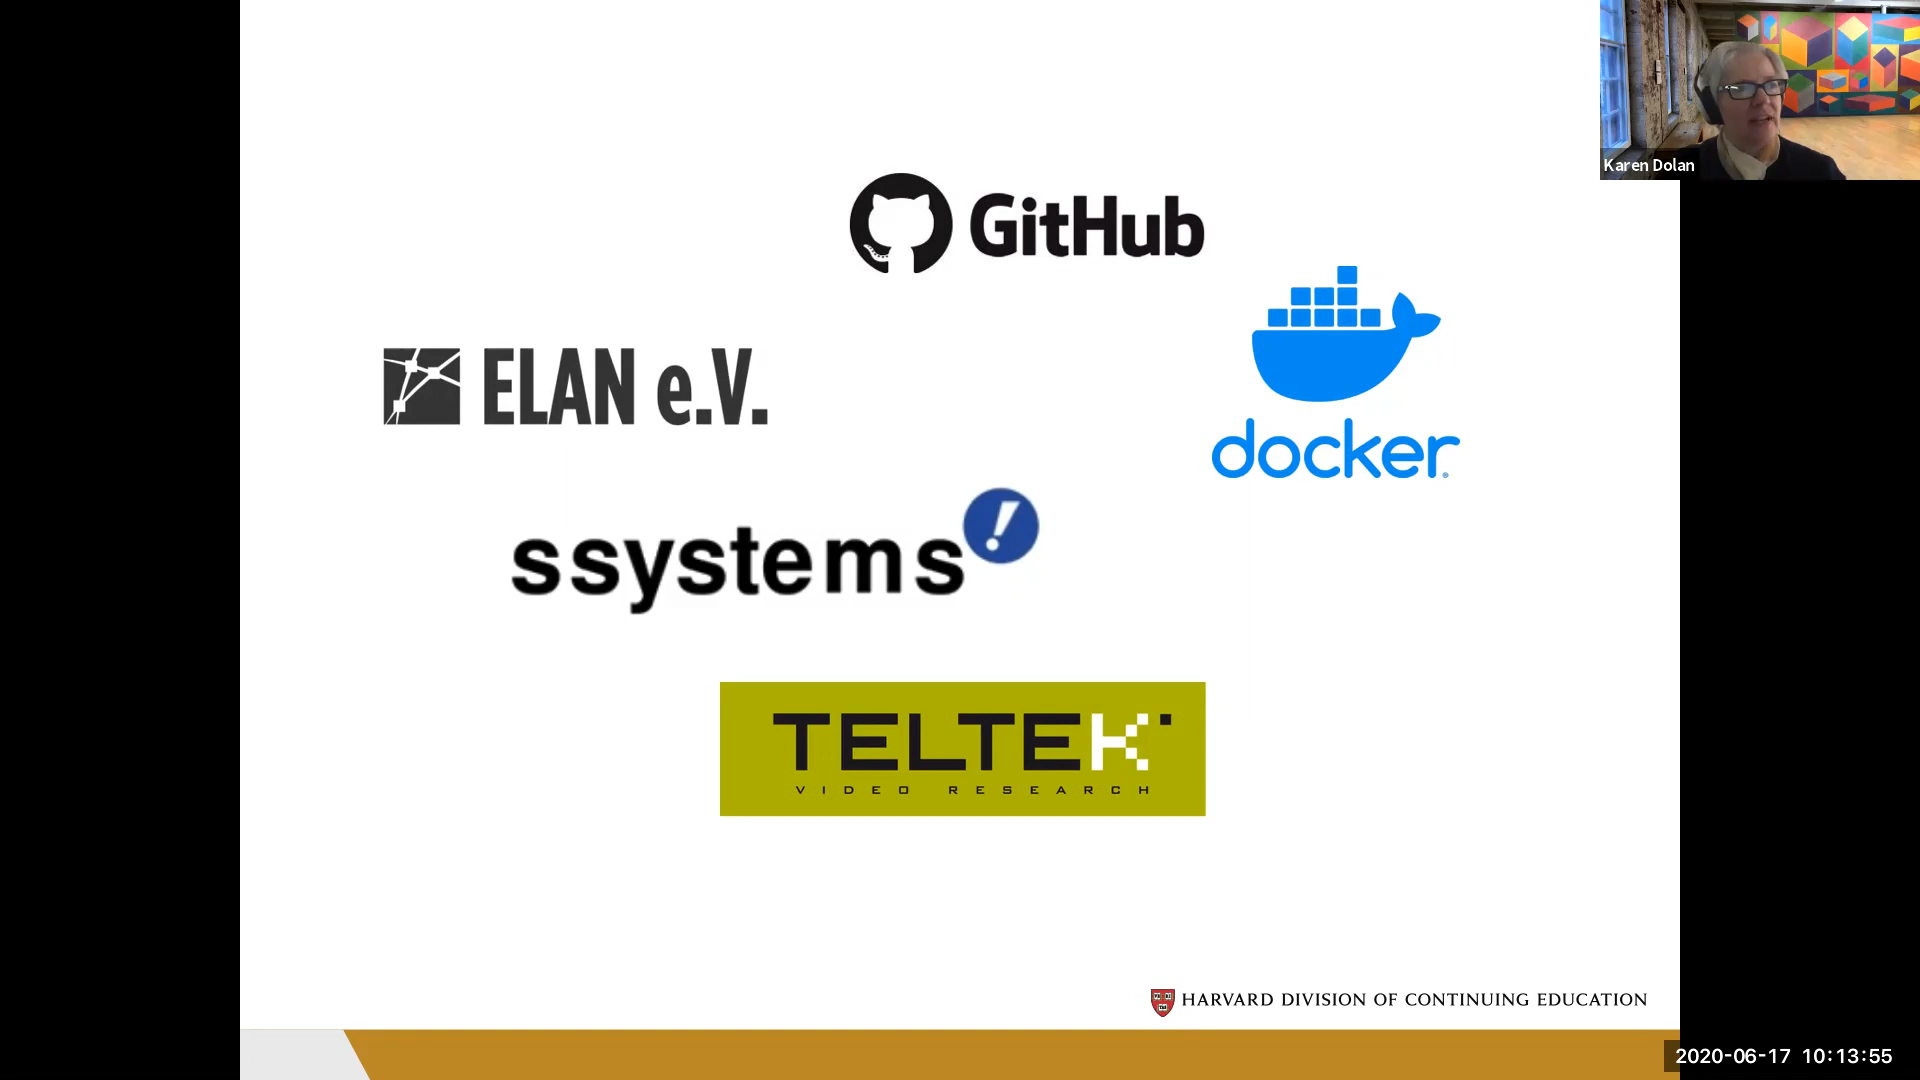 Karen Dolan
GitHub
ELAN e.V.
docker
ssystems!
TELTEK
VIDEO RESEARCH
HARVARD DIVISION OF CONTINUING EDUCATION
2020-06-17 10:13:55